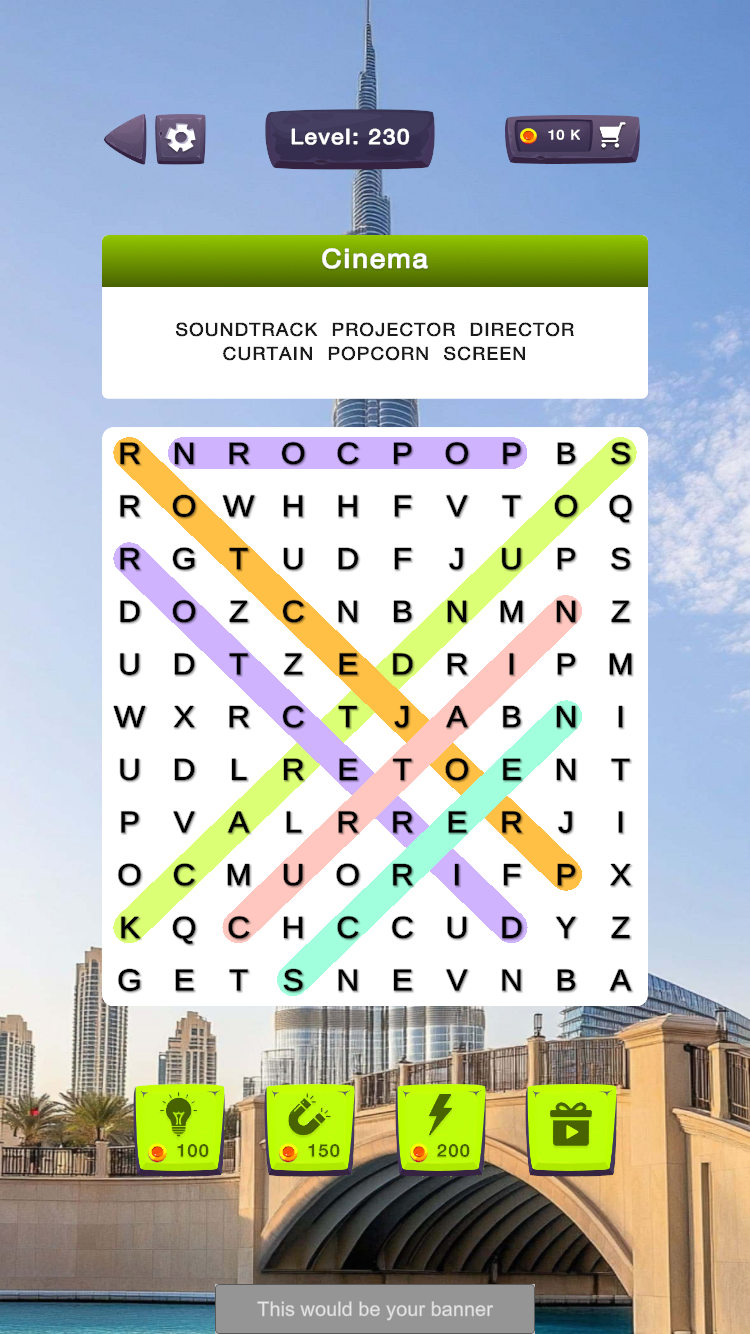 Level: 230
10 K
Cinema
SOUNDTRACK PROJECTOR DIRECTOR
CURTAIN POPCORN SCREEN
R N R O C P O P B S
R O W H H F V T O Q
R G T U D F J U P S
D O Z C N B N M N Z
U D T Z E D R I P M
W X R C T J A B N I
U D L R E T O E N T
P V A L R R E R J I
O C M U O R I F P X
K Q C H C C U D Y Z
G E T S N E V N B A
100 150 200
This would be your banner